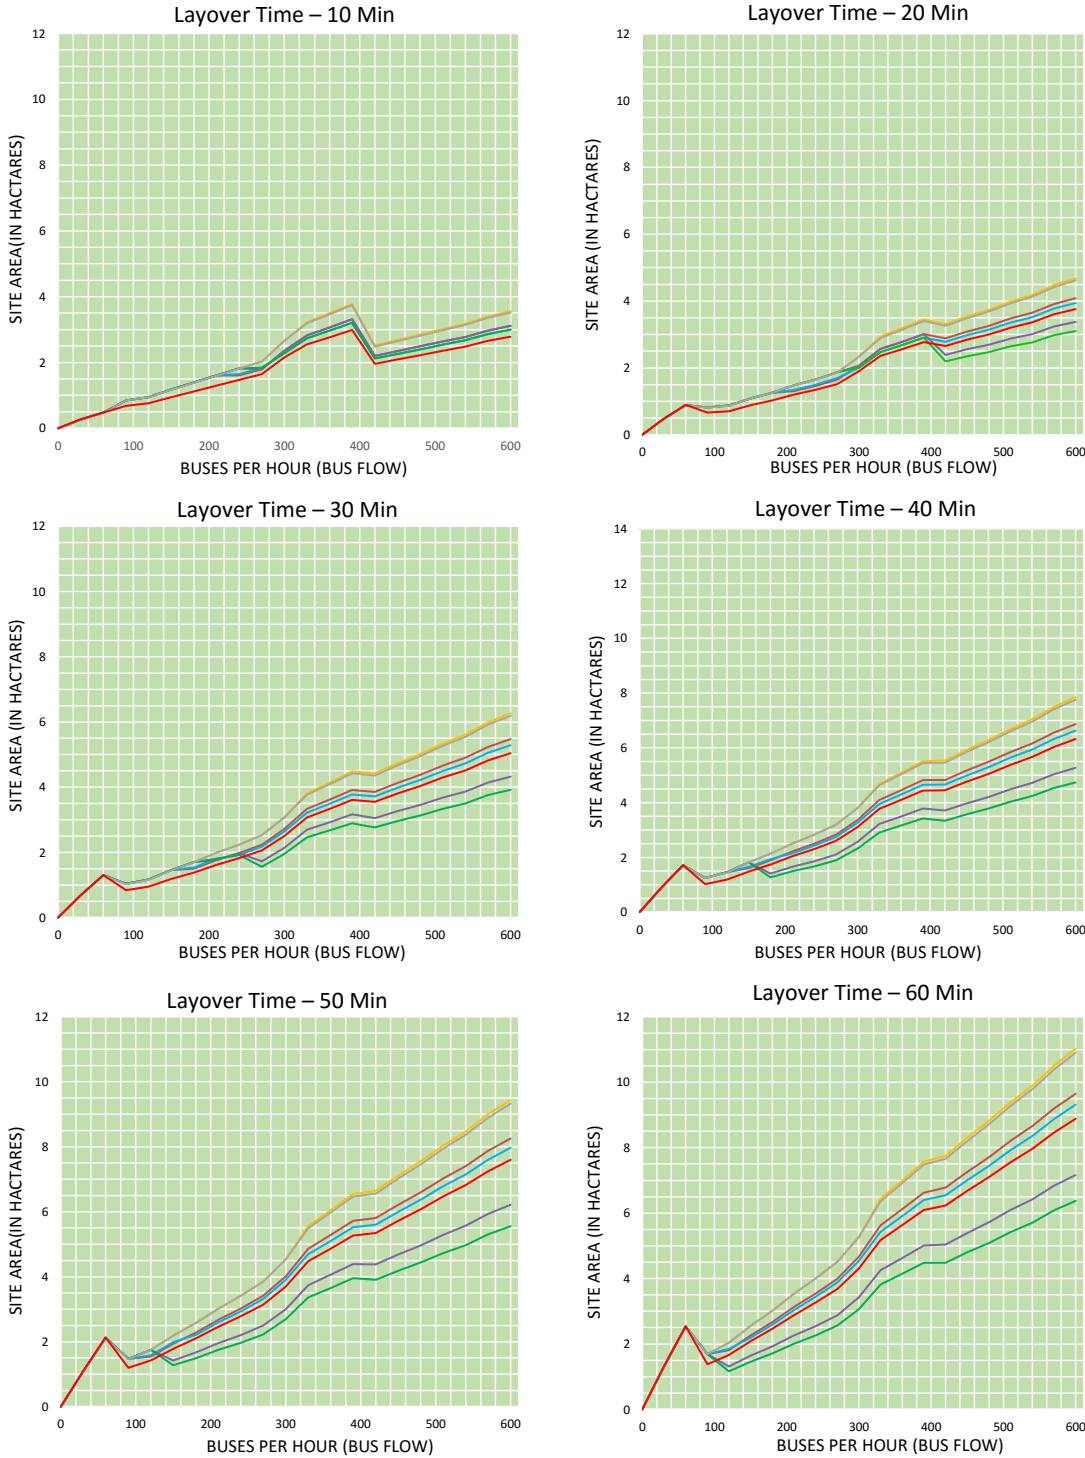 Layover Time – 10 Min
12
10
8
6
4
2
0
SITE AREA(IN HACTARES)
0 100 200 300 400 500 600
BUSES PER HOUR (BUS FLOW)
Layover Time – 20 Min
12
10
8
6
4
2
0
SITE AREA (IN HACTARES)
0 100 200 300 400 500 600
BUSES PER HOUR (BUS FLOW)
Layover Time – 30 Min
12
10
8
6
4
2
0
SITE AREA (IN HACTARES)
0 100 200 300 400 500 600
BUSES PER HOUR (BUS FLOW)
Layover Time – 40 Min
14
12
10
8
6
4
2
0
SITE AREA (IN HACTARES)
0 100 200 300 400 500 600
BUSES PER HOUR (BUS FLOW)
Layover Time – 50 Min
12
10
8
6
4
2
0
SITE AREA(IN HACTARES)
0 100 200 300 400 500 600
BUSES PER HOUR (BUS FLOW)
Layover Time – 60 Min
12
10
8
6
4
2
0
SITE AREA (IN HACTARES)
0 100 200 300 400 500 600
BUSES PER HOUR (BUS FLOW)